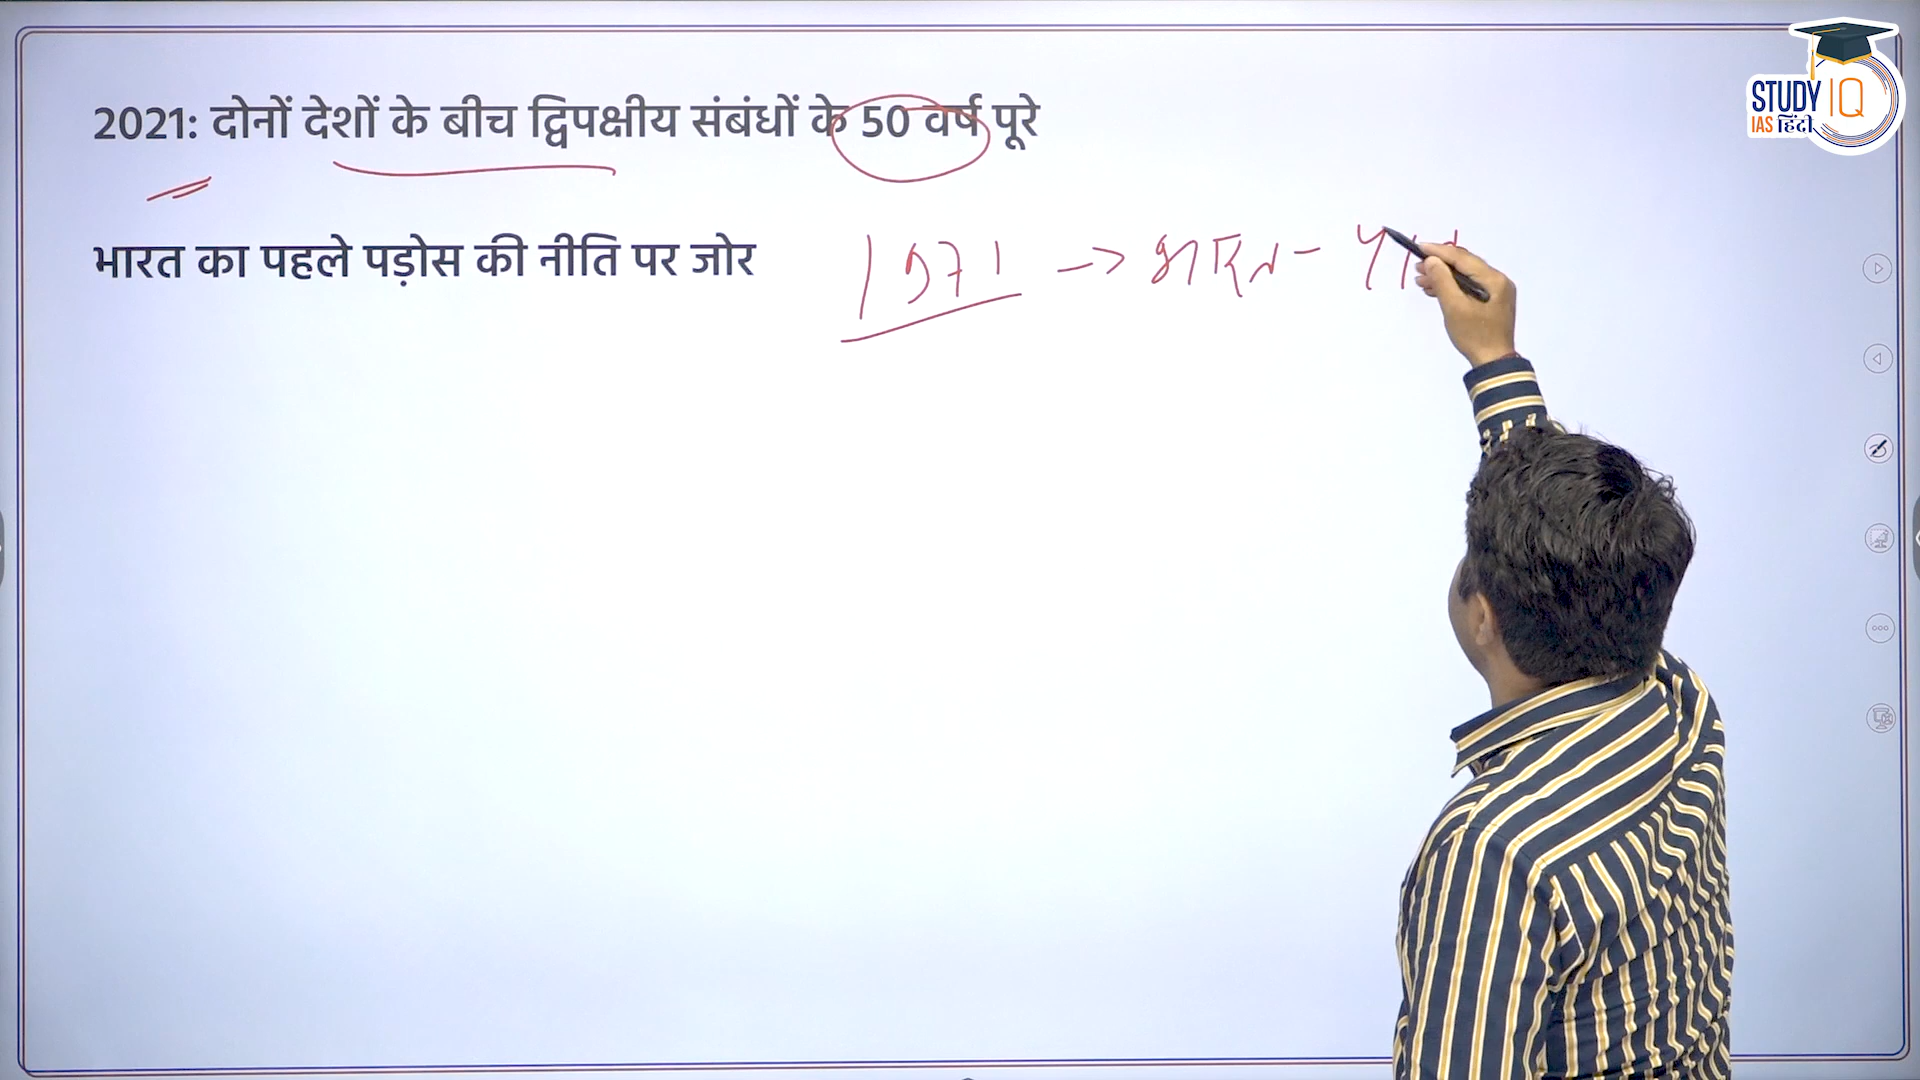 STUDY IQ
IAS हिंदी
2021: दोनों देशों के बीच द्विपक्षीय संबंधों के 50 वर्ष पूरे
भारत का पहले पड़ोस की नीति पर जोर
1971 → भारत -